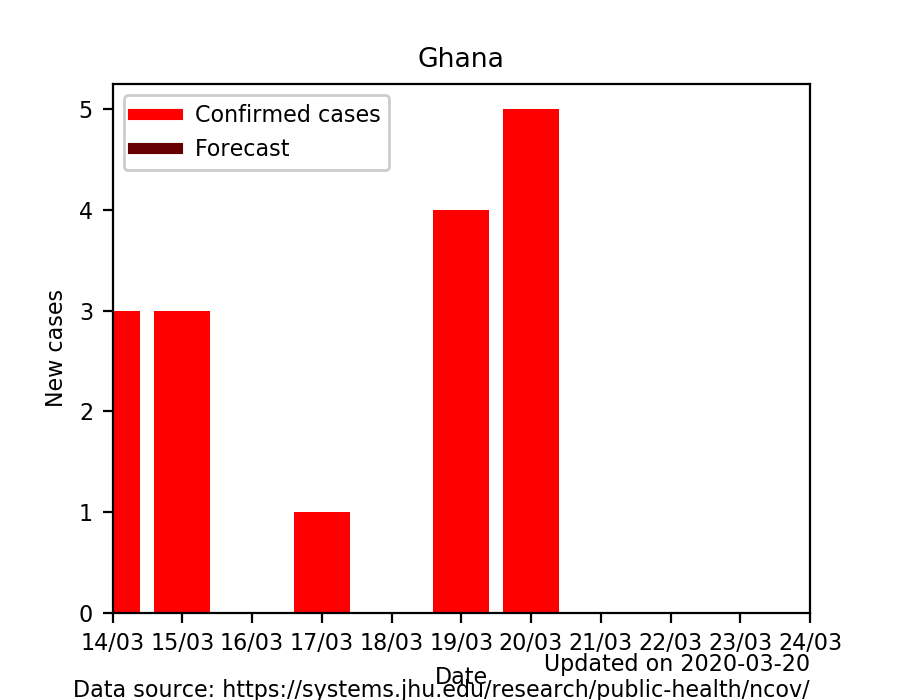 Ghana
Confirmed cases
Forecast
New cases
5
4
3
2
1
0
14/03 15/03 16/03 17/03 18/03 19/03 20/03 21/03 22/03 23/03 24/03
Updated on 2020-03-20
Date
Data source: https://systems.jhu.edu/research/public-health/ncov/